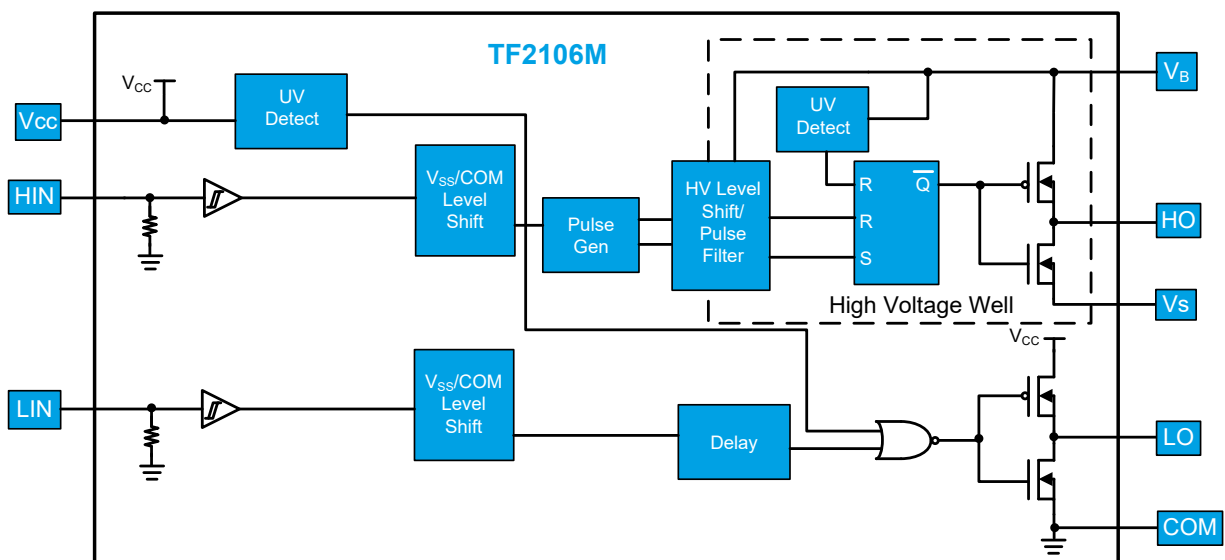 TF2106M
VCC
Vcc
UV
Detect
VB
UV
Detect
HIN
VSS/COM
Level
Shift
Pulse
Gen
HV Level
Shift/
Pulse
Filter
R
Q̅
R
S
HO
Vs
High Voltage Well
VCC
LIN
VSS/COM
Level
Shift
Delay
LO
COM